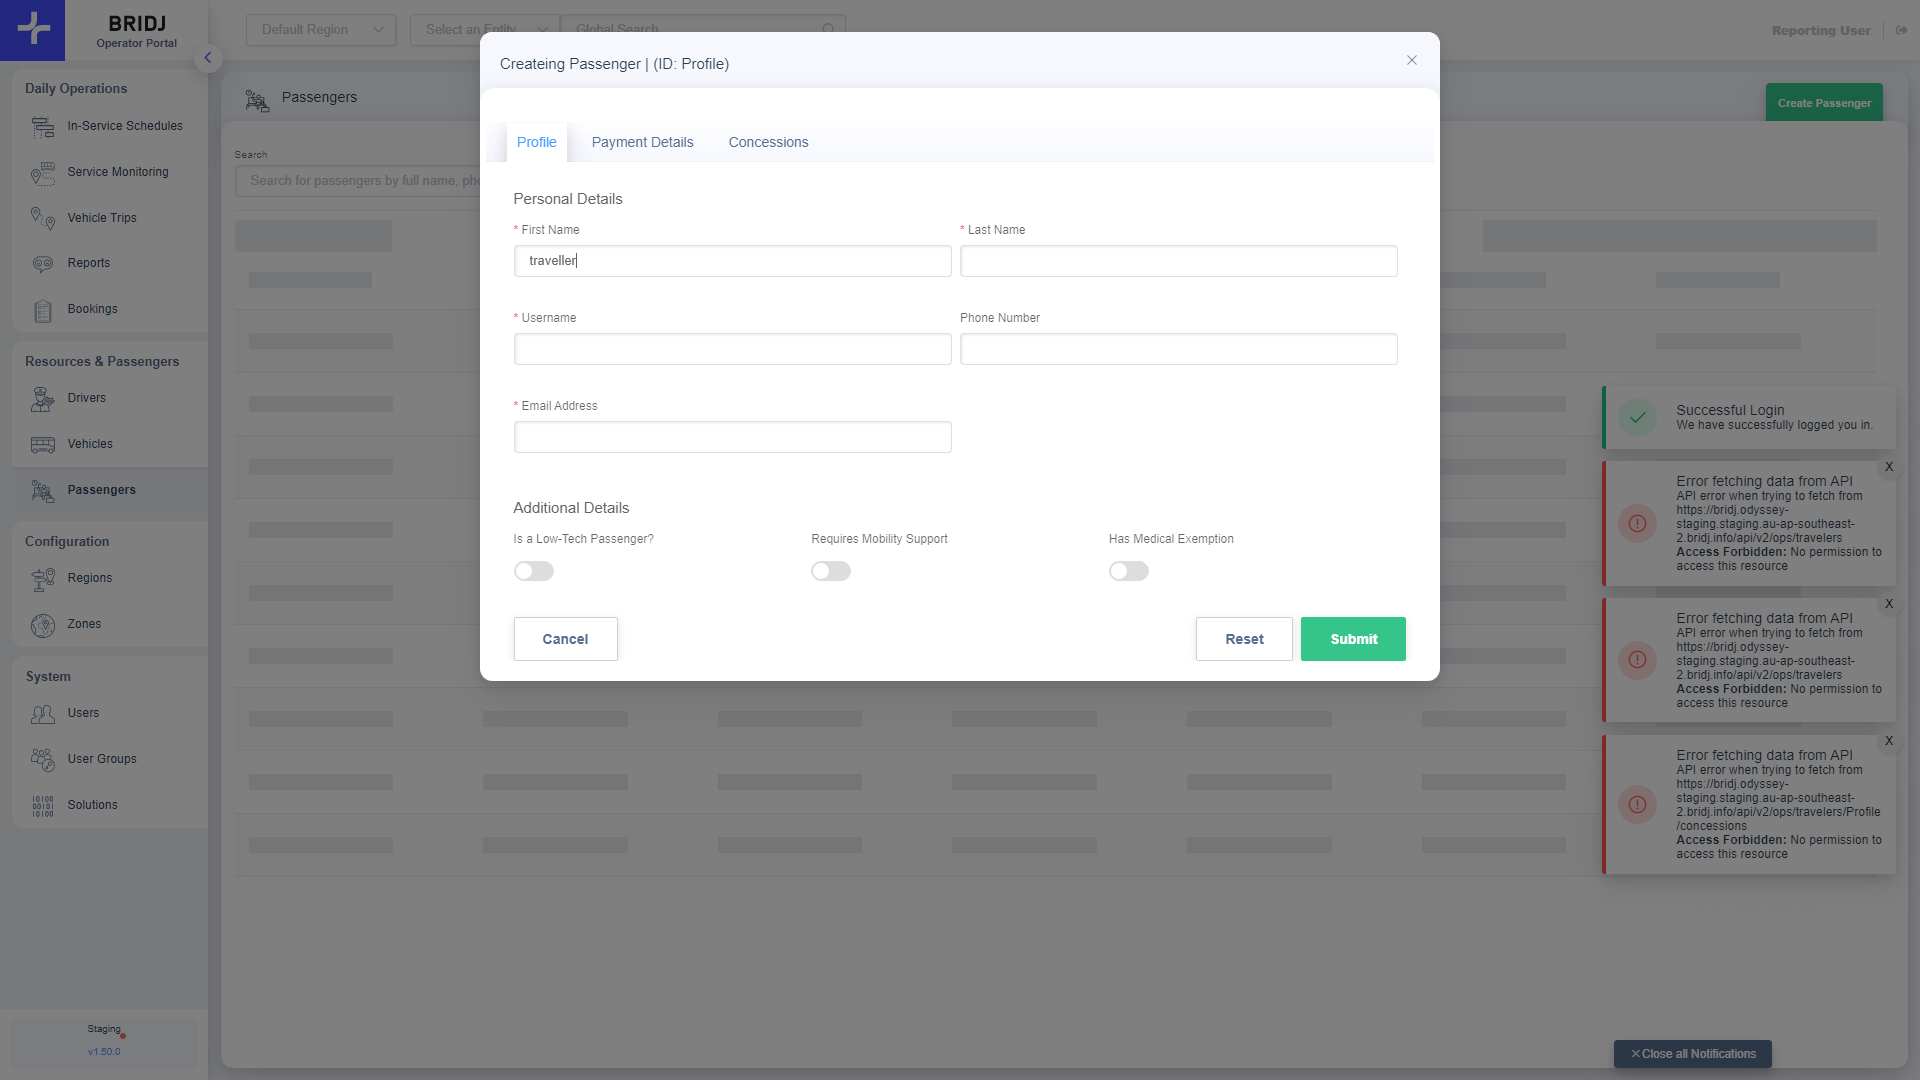 BRIDJ
Operator Portal
Default Region
Select an Entity
Global Search
Reporting User
Daily Operations
In-Service Schedules
Service Monitoring
Vehicle Trips
Reports
Bookings
Resources & Passengers
Drivers
Vehicles
Passengers
Configuration
Regions
Zones
System
Users
User Groups
Solutions
Staging
v1.50.0
Passengers
Create Passenger
Search
Search for passengers by full name, pho
Createing Passenger | (ID: Profile)
Profile
Payment Details
Concessions
Personal Details
* First Name
* Last Name
traveller
* Username
Phone Number
* Email Address
Additional Details
Is a Low-Tech Passenger?
Requires Mobility Support
Has Medical Exemption
Cancel
Reset
Submit
Successful Login
We have successfully logged you in.
X
Error fetching data from API
API error when trying to fetch from
https://bridj.odyssey-
staging.staging.au-ap-southeast-
2.bridj.info/api/v2/ops/travelers
Access Forbidden: No permission to
access this resource
X
Error fetching data from API
API error when trying to fetch from
https://bridj.odyssey-
staging.staging.au-ap-southeast-
2.bridj.info/api/v2/ops/travelers
Access Forbidden: No permission to
access this resource
X
Error fetching data from API
API error when trying to fetch from
https://bridj.odyssey-
staging.staging.au-ap-southeast-
2.bridj.info/api/v2/ops/travelers/Profile
/concessions
Access Forbidden: No permission to
access this resource
Close all Notifications